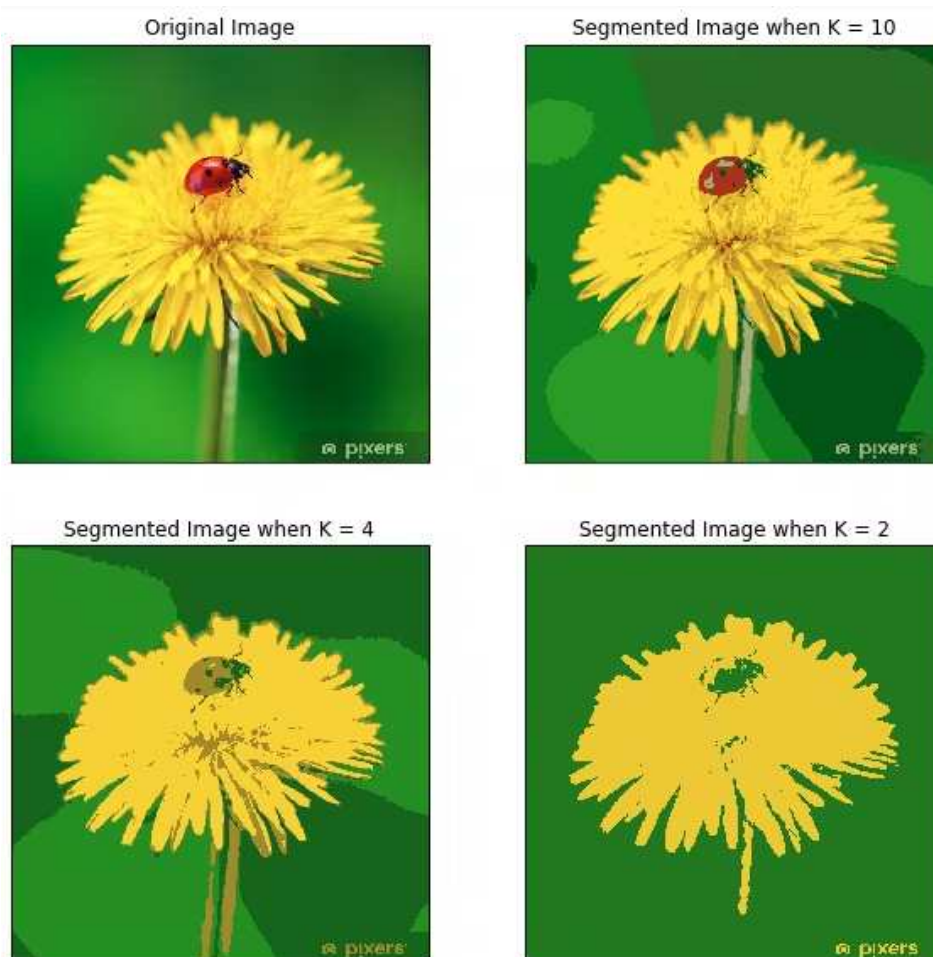 Original Image
Segmented Image when K = 10
pixers
pixers
Segmented Image when K = 4
Segmented Image when K = 2
pixers
pixers